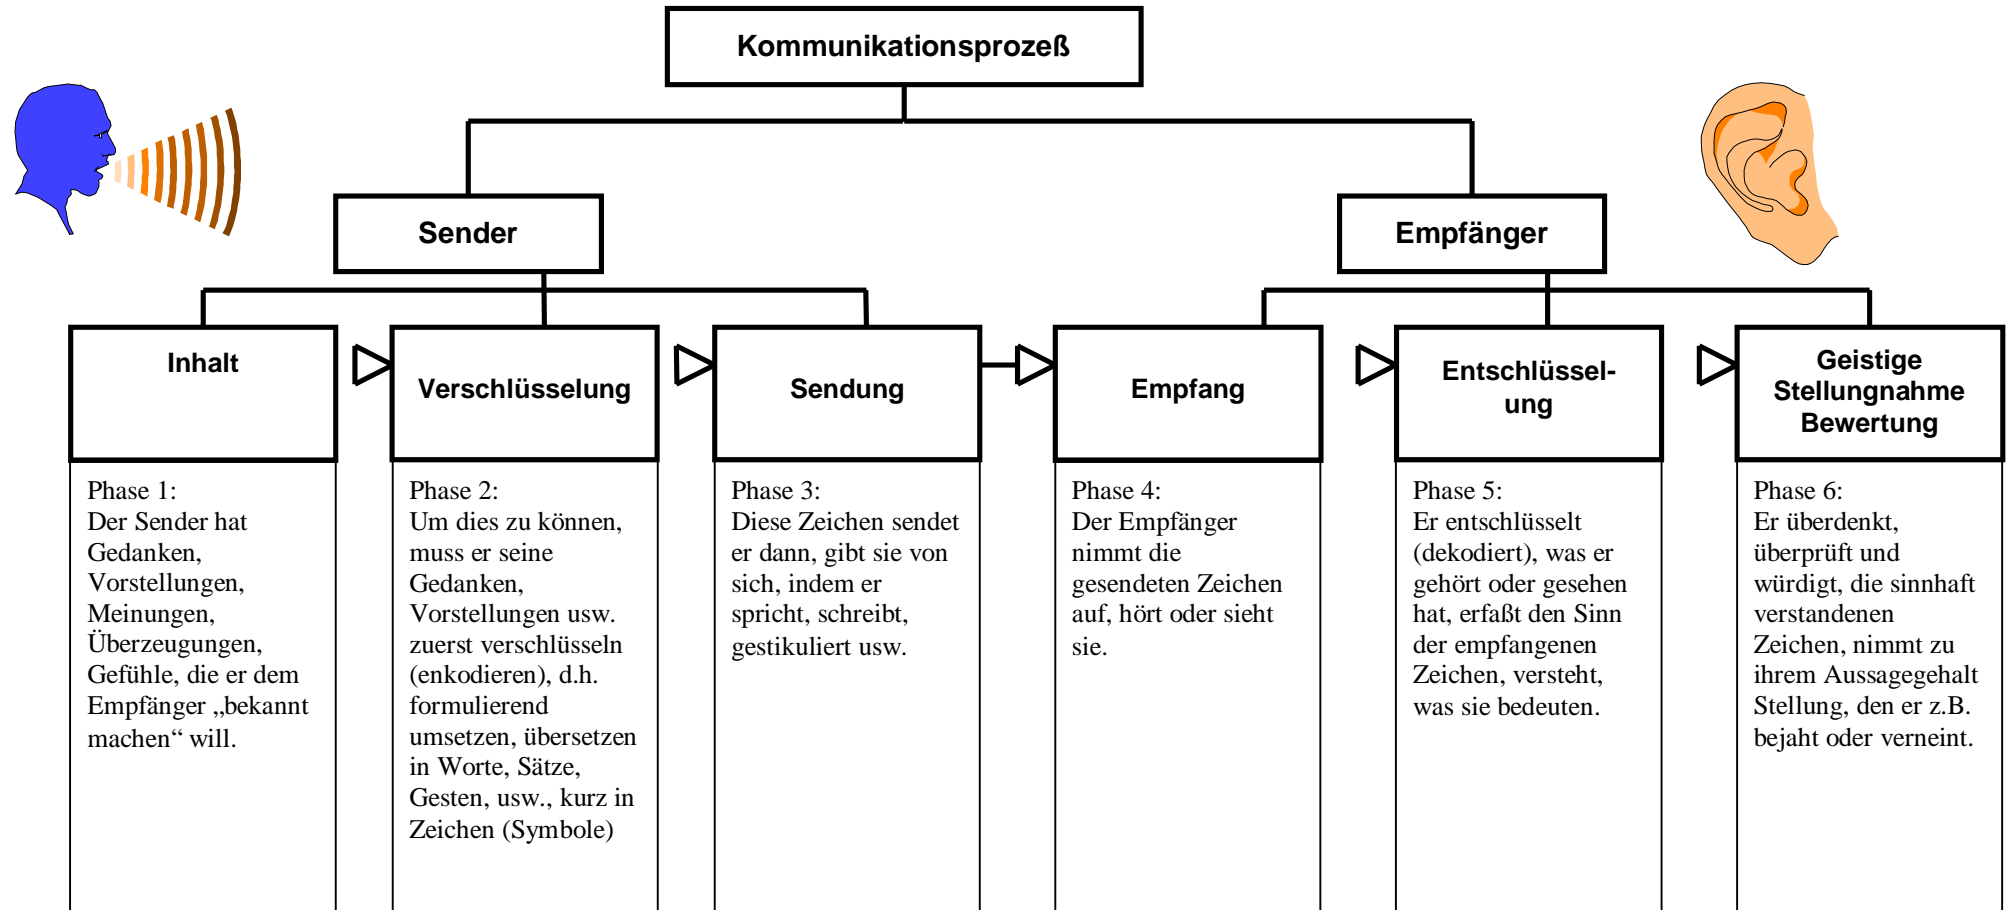 Kommunikationsprozeß
Sender
Empfänger
Inhalt
Verschlüsselung
Sendung
Empfang
Entschlüssel-
ung
Geistige
Stellungnahme
Bewertung
Phase 1:
Der Sender hat
Gedanken,
Vorstellungen,
Meinungen,
Überzeugungen,
Gefühle, die er dem
Empfänger „bekannt
machen“ will.
Phase 2:
Um dies zu können,
muss er seine
Gedanken,
Vorstellungen usw.
zuerst verschlüsseln
(enkodieren), d.h.
formulierend
umsetzen, übersetzen
in Worte, Sätze,
Gesten, usw., kurz in
Zeichen (Symbole)
Phase 3:
Diese Zeichen sendet
er dann, gibt sie von
sich, indem er
spricht, schreibt,
gestikuliert usw.
Phase 4:
Der Empfänger
nimmt die
gesendeten Zeichen
auf, hört oder sieht
sie.
Phase 5:
Er entschlüsselt
(dekodiert), was er
gehört oder gesehen
hat, erfaßt den Sinn
der empfangenen
Zeichen, versteht,
was sie bedeuten.
Phase 6:
Er überdenkt,
überprüft und
würdigt, die sinnhaft
verstandenen
Zeichen, nimmt zu
ihrem Aussagegehalt
Stellung, den er z.B.
bejaht oder verneint.